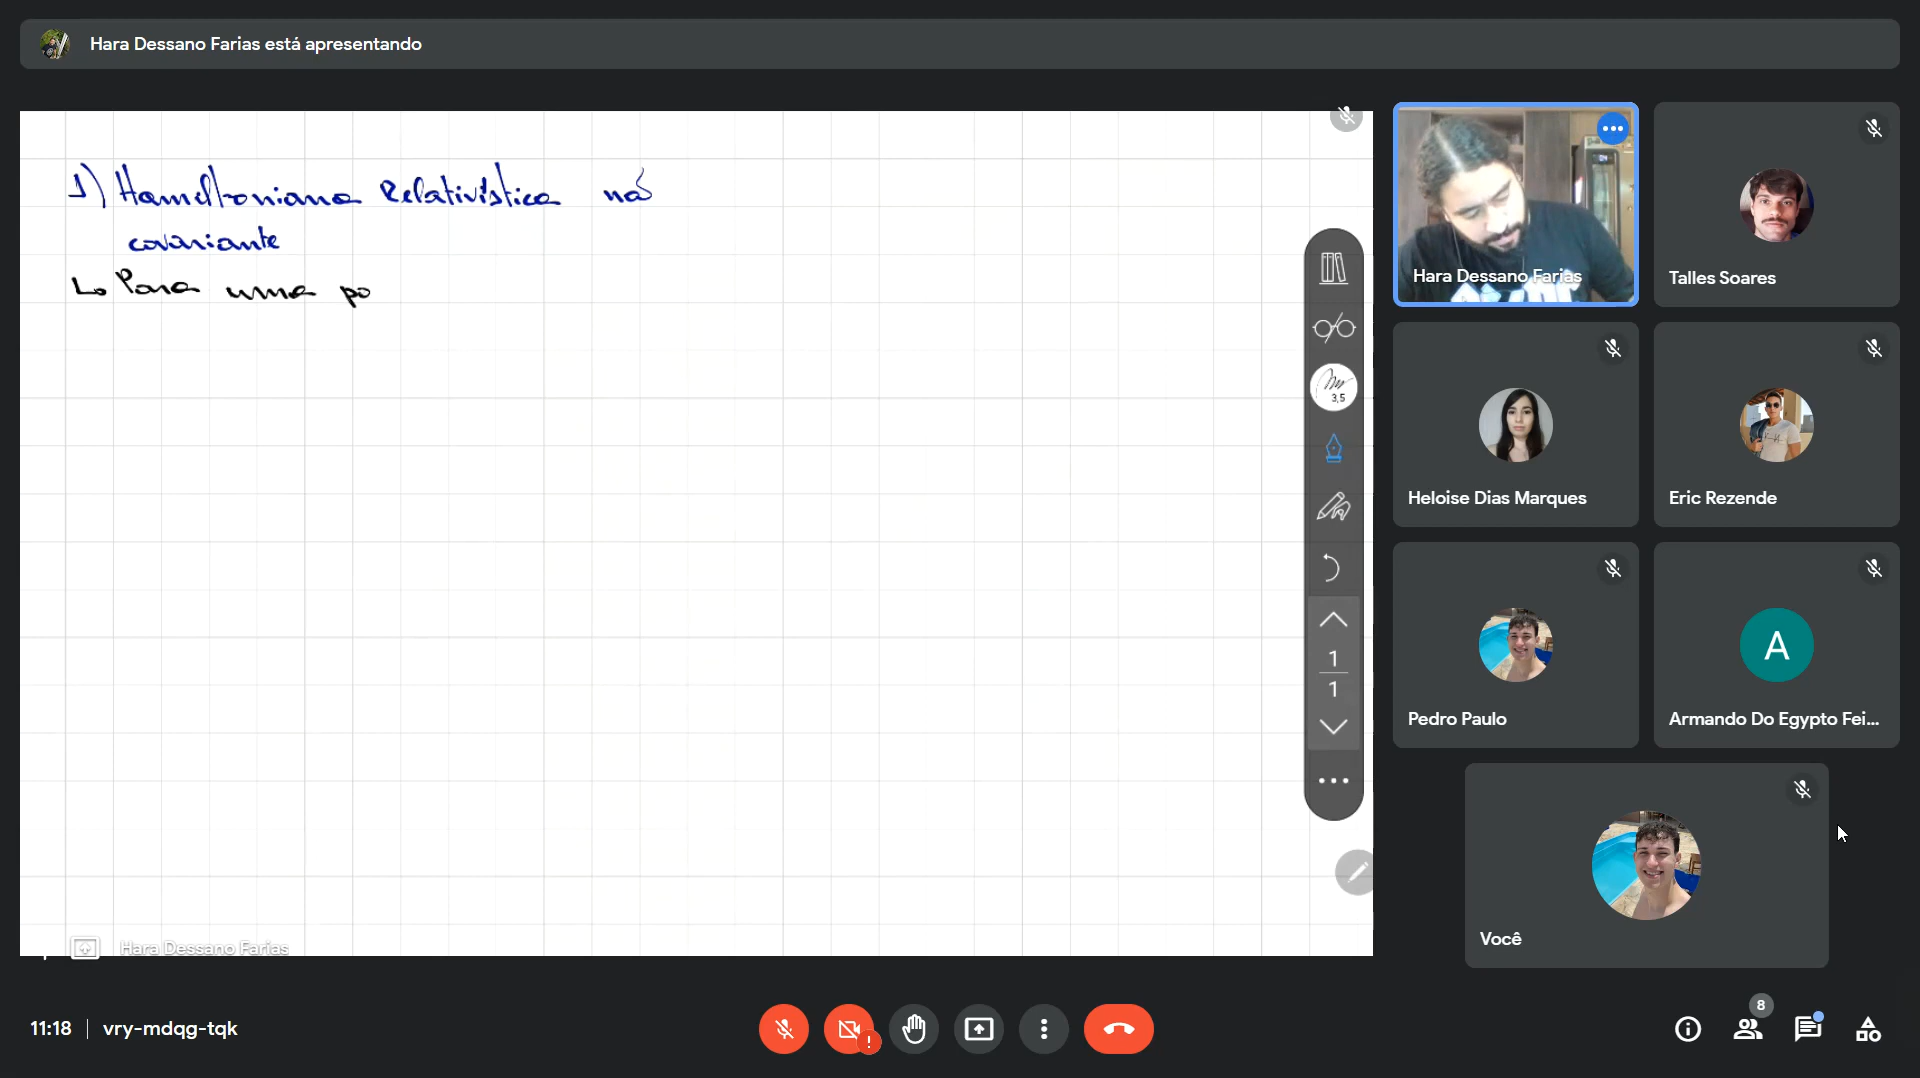 Hara Dessano Farias está apresentando
1) Hamiltoniana Relativística não
covariante
↳ Para uma po
3,5
1
1
Hara Dessano Farias
Hara Dessano Farias
Talles Soares
Heloise Dias Marques
Eric Rezende
Pedro Paulo
A
Armando Do Egypto Fei...
Você
11:18 | vry-mdqg-tqk
!
8